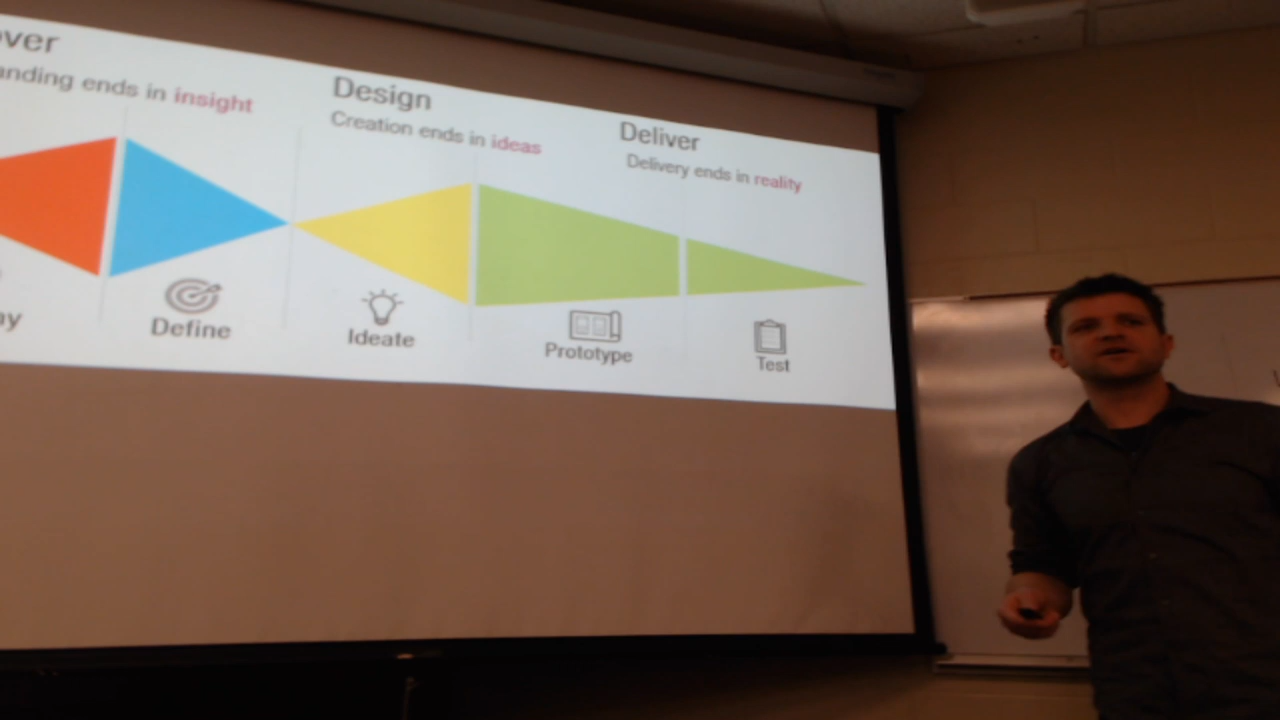 over
anding ends in insight
Design
Creation ends in ideas
Deliver
Delivery ends in reality
ay
Define
Ideate
Prototype
Test